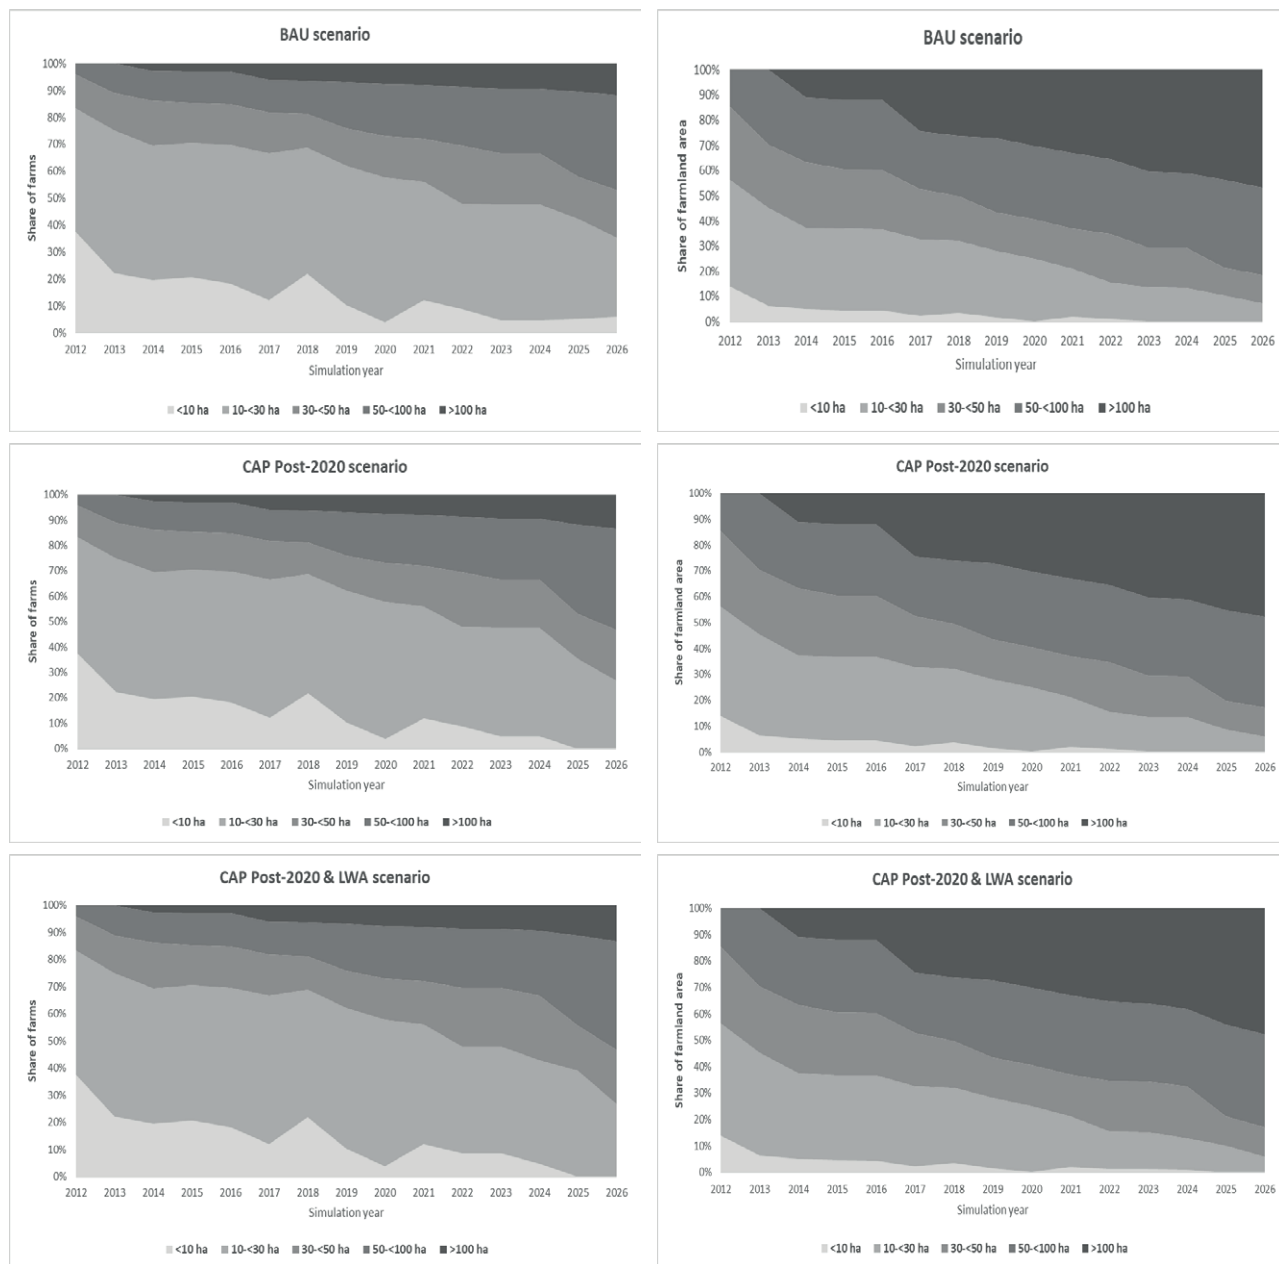 BAU scenario
Share of farms
100%
90%
80%
70%
60%
50%
40%
30%
20%
10%
0%
2012 2013 2014 2015 2016 2017 2018 2019 2020 2021 2022 2023 2024 2025 2026
Simulation year
<10 ha 10-<30 ha 30-<50 ha 50-<100 ha >100 ha
BAU scenario
Share of farmland area
100%
90%
80%
70%
60%
50%
40%
30%
20%
10%
0%
2012 2013 2014 2015 2016 2017 2018 2019 2020 2021 2022 2023 2024 2025 2026
Simulation year
<10 ha 10-<30 ha 30-<50 ha 50-<100 ha >100 ha
CAP Post-2020 scenario
Share of farms
100%
90%
80%
70%
60%
50%
40%
30%
20%
10%
0%
2012 2013 2014 2015 2016 2017 2018 2019 2020 2021 2022 2023 2024 2025 2026
Simulation year
<10 ha 10-<30 ha 30-<50 ha 50-<100 ha >100 ha
CAP Post-2020 scenario
Share of farmland area
100%
90%
80%
70%
60%
50%
40%
30%
20%
10%
0%
2012 2013 2014 2015 2016 2017 2018 2019 2020 2021 2022 2023 2024 2025 2026
Simulation year
<10 ha 10-<30 ha 30-<50 ha 50-<100 ha >100 ha
CAP Post-2020 & LWA scenario
Share of farms
100%
90%
80%
70%
60%
50%
40%
30%
20%
10%
0%
2012 2013 2014 2015 2016 2017 2018 2019 2020 2021 2022 2023 2024 2025 2026
Simulation year
<10 ha 10-<30 ha 30-<50 ha 50-<100 ha >100 ha
CAP Post-2020 & LWA scenario
Share of farmland area
100%
90%
80%
70%
60%
50%
40%
30%
20%
10%
0%
2012 2013 2014 2015 2016 2017 2018 2019 2020 2021 2022 2023 2024 2025 2026
Simulation year
<10 ha 10-<30 ha 30-<50 ha 50-<100 ha >100 ha